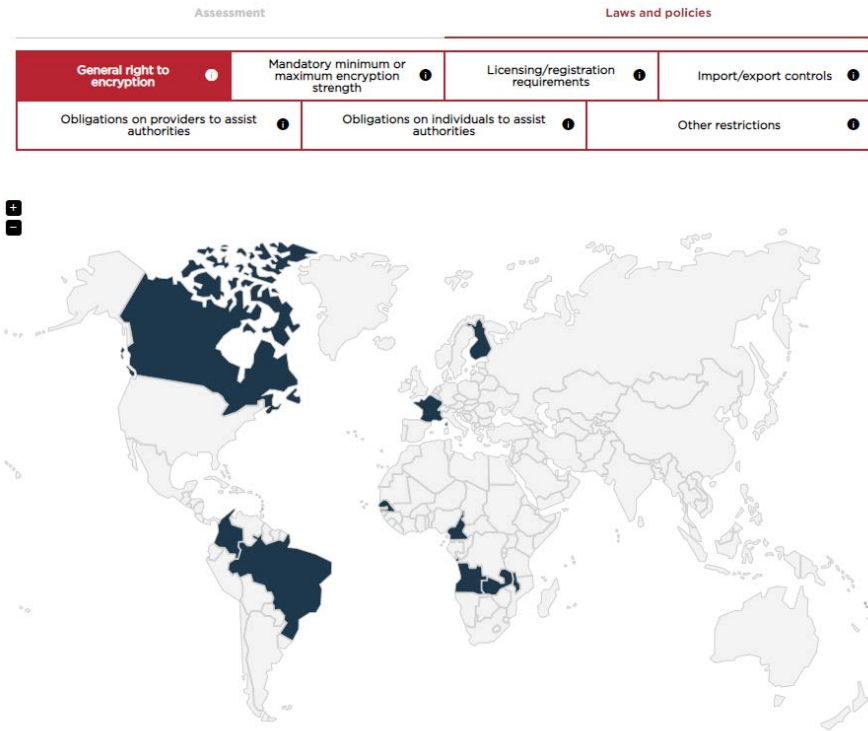 Assessment
Laws and policies
General right to
encryption
i
Mandatory minimum or
maximum encryption
strength
i
Licensing/registration
requirements
i
Import/export controls
i
Obligations on providers to assist
authorities
i
Obligations on individuals to assist
authorities
i
Other restrictions
i
+
−